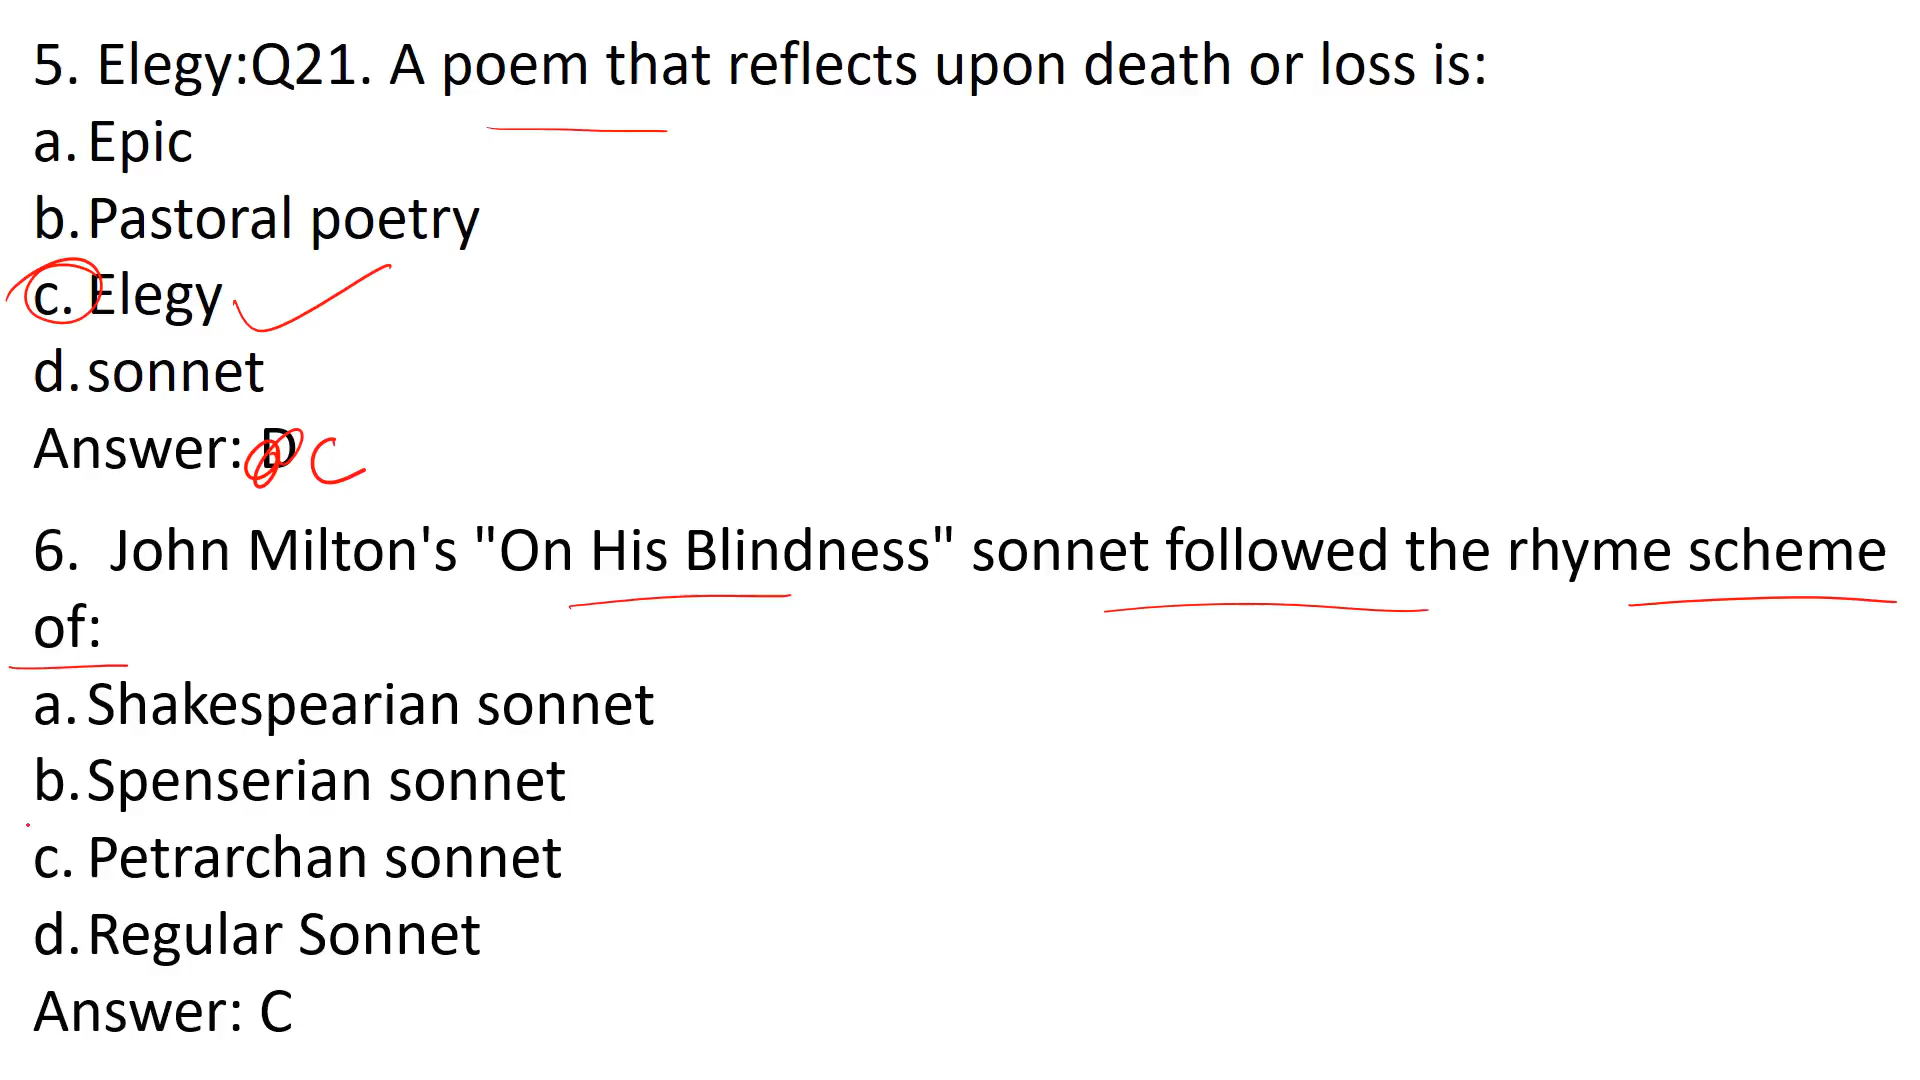 5. Elegy:Q21. A poem that reflects upon death or loss is:
a. Epic
b. Pastoral poetry
c. Elegy
d. sonnet
Answer: D C
6. John Milton's "On His Blindness" sonnet followed the rhyme scheme
of:
a. Shakespearian sonnet
b. Spenserian sonnet
c. Petrarchan sonnet
d. Regular Sonnet
Answer: C